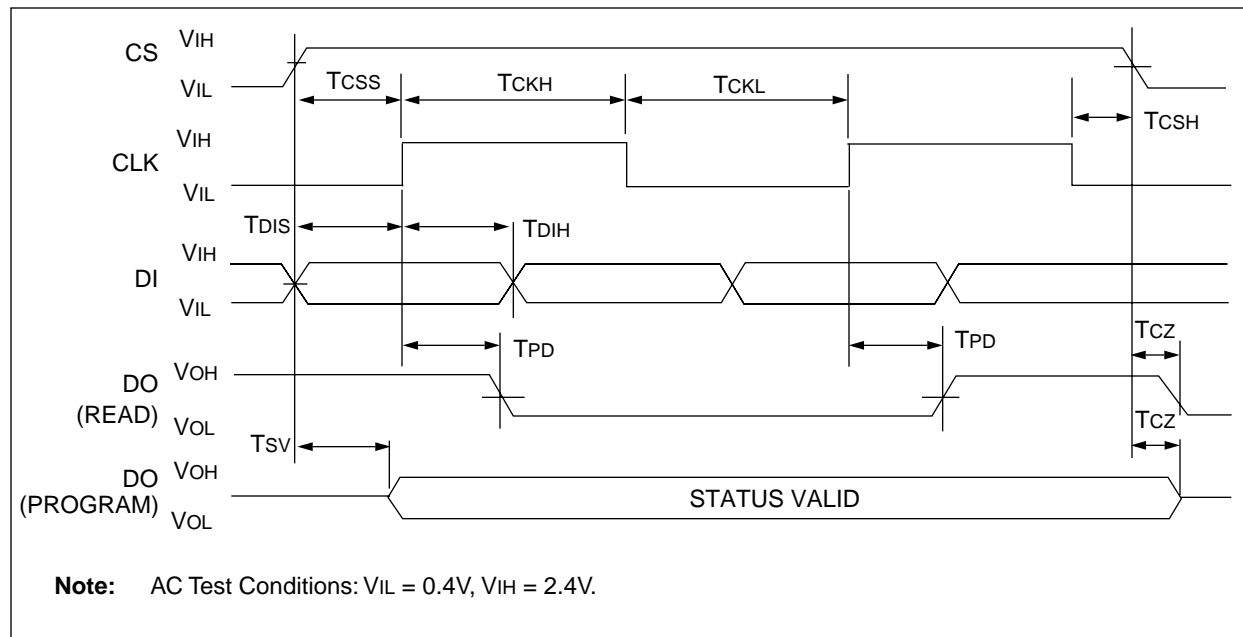 CS
VIH
VIL
TCSS
TCKH
TCKL
TCSH
CLK
VIH
VIL
TDIS
TDIH
DI
VIH
VIL
TPD
TPD
TCZ
DO
(READ)
VOH
VOL
TSV
TCZ
DO
(PROGRAM)
VOH
VOL
STATUS VALID
Note: AC Test Conditions: VIL = 0.4V, VIH = 2.4V.